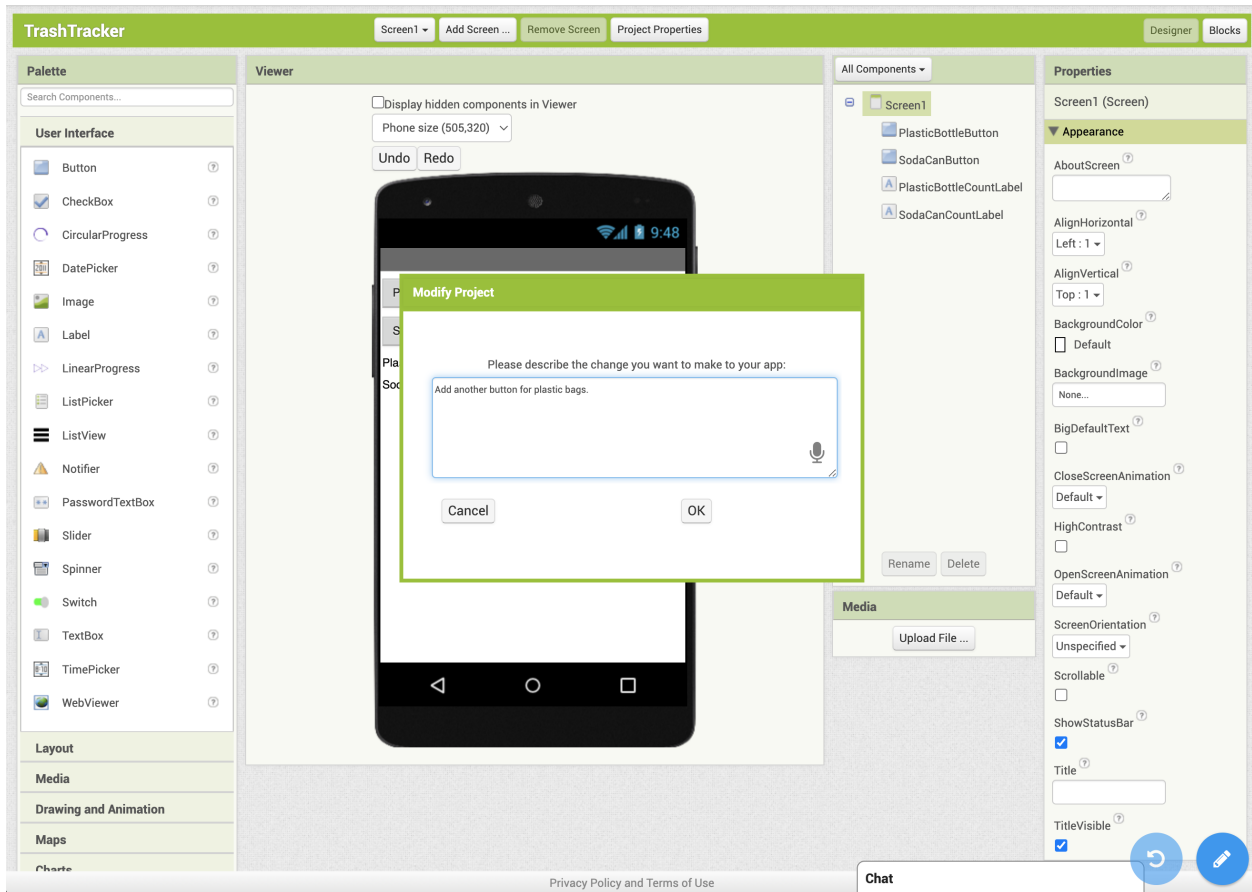 TrashTracker
Screen1
Add Screen ...
Remove Screen
Project Properties
Designer
Blocks
Palette
Search Components...
User Interface
Button
CheckBox
CircularProgress
DatePicker
Image
Label
LinearProgress
ListPicker
ListView
Notifier
PasswordTextBox
Slider
Spinner
Switch
TextBox
TimePicker
WebViewer
Layout
Media
Drawing and Animation
Maps
Charts
Viewer
Display hidden components in Viewer
Phone size (505,320)
Undo
Redo
9:48
P
S
Pla
Soc
Modify Project
Please describe the change you want to make to your app:
Add another button for plastic bags.
Cancel
OK
All Components
Screen1
PlasticBottleButton
SodaCanButton
PlasticBottleCountLabel
SodaCanCountLabel
Rename
Delete
Media
Upload File ...
Properties
Screen1 (Screen)
Appearance
AboutScreen
AlignHorizontal
Left : 1
AlignVertical
Top : 1
BackgroundColor
Default
BackgroundImage
None...
BigDefaultText
CloseScreenAnimation
Default
HighContrast
OpenScreenAnimation
Default
ScreenOrientation
Unspecified
Scrollable
ShowStatusBar
Title
TitleVisible
Privacy Policy and Terms of Use
Chat